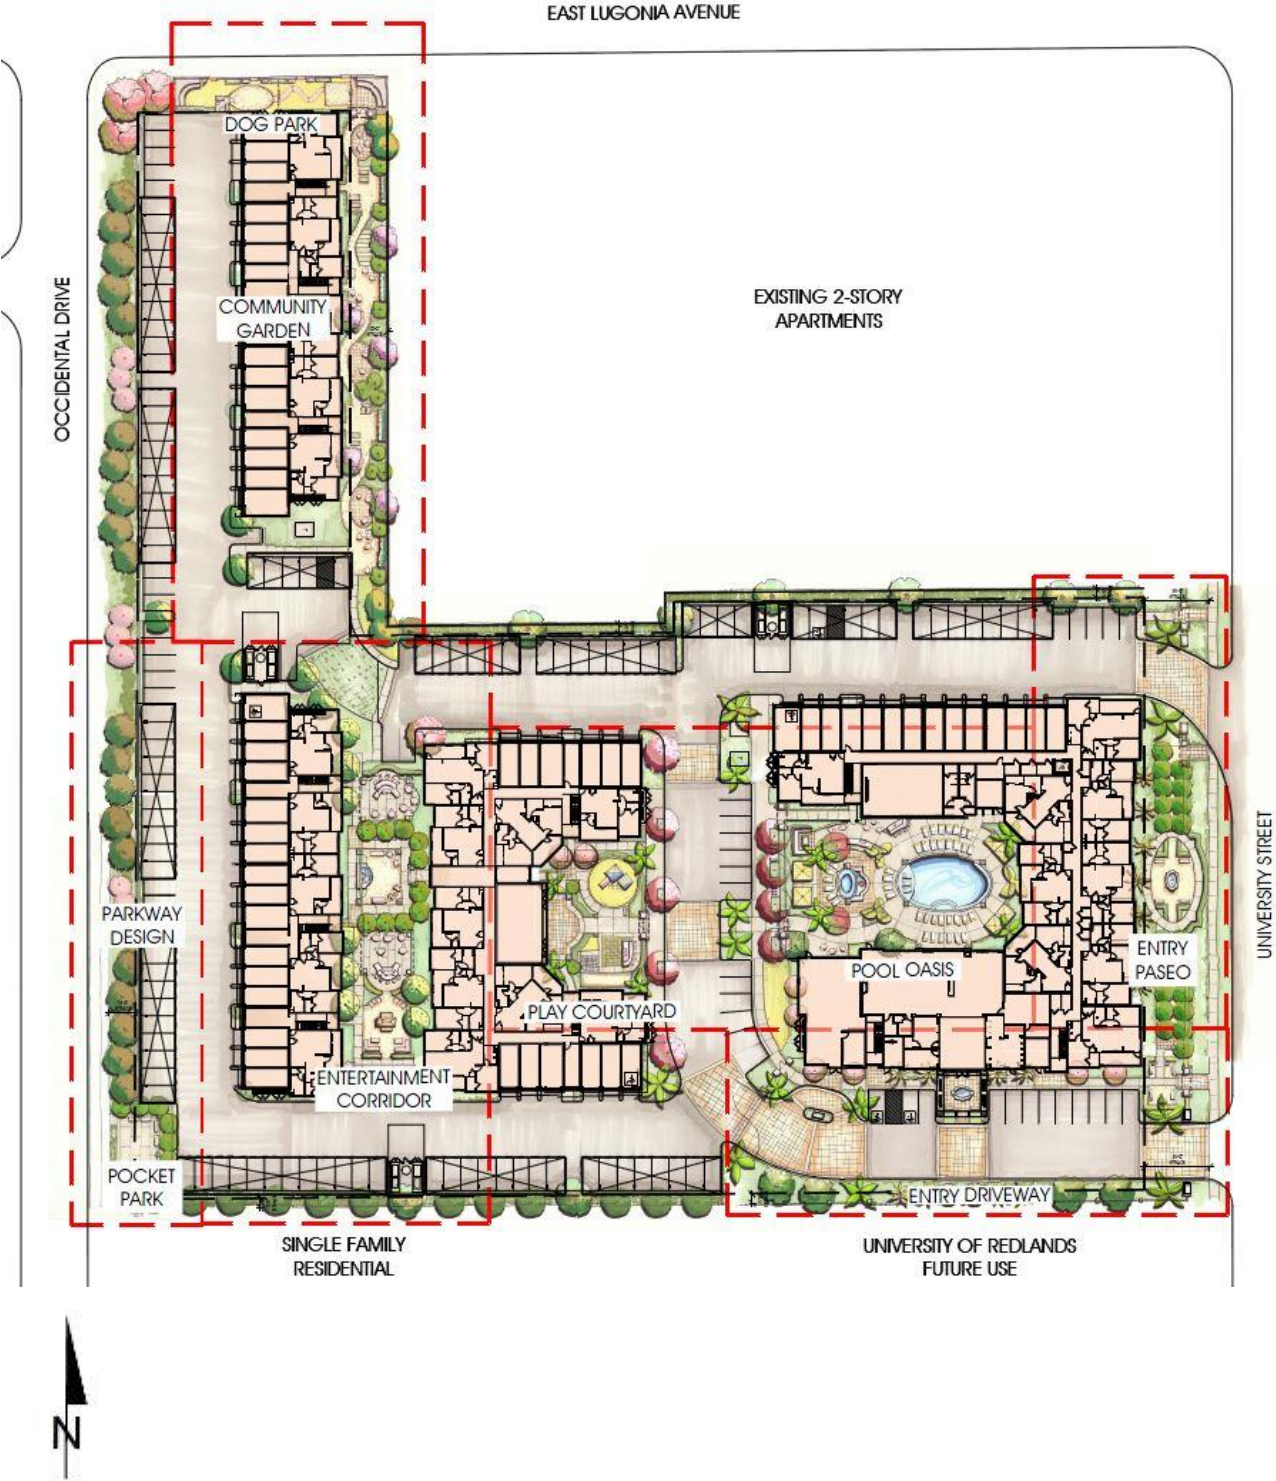 EAST LUGONIA AVENUE
DOG PARK
OCCIDENTAL DRIVE
COMMUNITY
GARDEN
EXISTING 2-STORY
APARTMENTS
UNIVERSITY STREET
PARKWAY
DESIGN
ENTRY
PASEO
POOL OASIS
PLAY COURTYARD
ENTERTAINMENT
CORRIDOR
POCKET
PARK
ENTRY DRIVEWAY
SINGLE FAMILY
RESIDENTIAL
UNIVERSITY OF REDLANDS
FUTURE USE
N